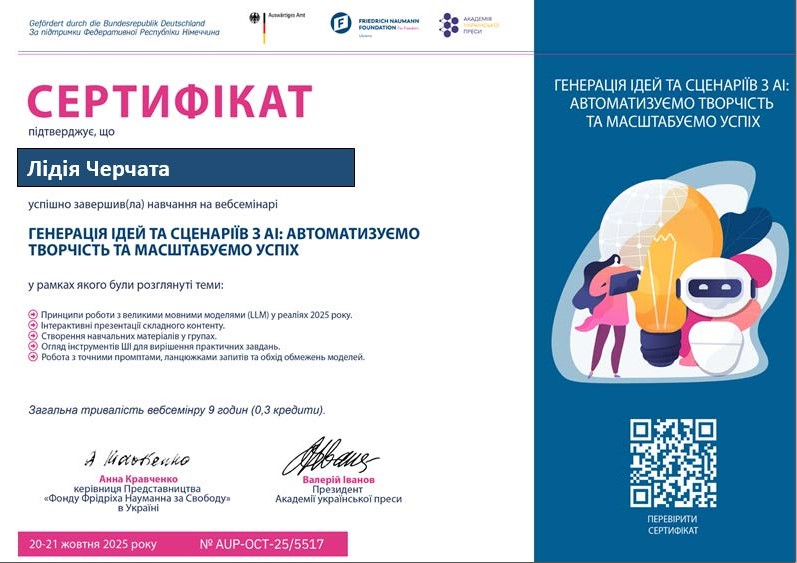 Gefördert durch die Bundesrepublik Deutschland
За підтримки Федеративної Республіки Німеччини
Auswärtiges Amt
FRIEDRICH NAUMANN
FOUNDATION For Freedom.
Ukraine
АКАДЕМІЯ
УКРАЇНСЬКОЇ
ПРЕСИ
СЕРТИФІКАТ
підтверджує, що
Лідія Черчата
успішно завершив(ла) навчання на вебсемінарі
ГЕНЕРАЦІЯ ІДЕЙ ТА СЦЕНАРІЇВ З АІ: АВТОМАТИЗУЄМО
ТВОРЧІСТЬ ТА МАСШТАБУЄМО УСПІХ
у рамках якого були розглянуті теми:
Принципи роботи з великими мовними моделями (LLM) у реаліях 2025 року.
Інтерактивні презентації складного контенту.
Створення навчальних матеріалів у групах.
Огляд інструментів ШІ для вирішення практичних завдань.
Робота з точними промптами, ланцюжками запитів та обхід обмежень моделей.
Загальна тривалість вебсемінру 9 годин (0,3 кредити).
Анна Кравченко
керівниця Представництва
«Фонду Фрідріха Науманна за Свободу»
в Україні
Валерій Іванов
Президент
Академії української преси
20-21 жовтня 2025 року
№ AUP-OCT-25/5517
ГЕНЕРАЦІЯ ІДЕЙ ТА СЦЕНАРІЇВ З АІ:
АВТОМАТИЗУЄМО ТВОРЧІСТЬ
ТА МАСШТАБУЄМО УСПІХ
ПЕРЕВІРИТИ
СЕРТИФІКАТ